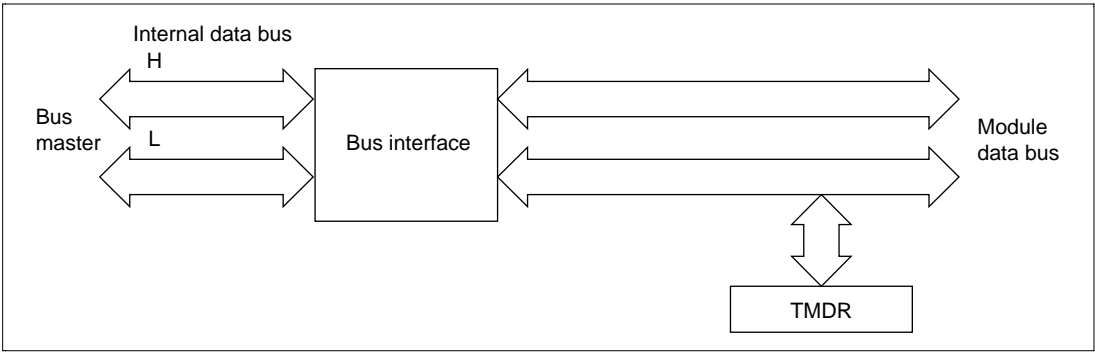 Internal data bus
H
Bus
master
L
Bus interface
Module
data bus
TMDR